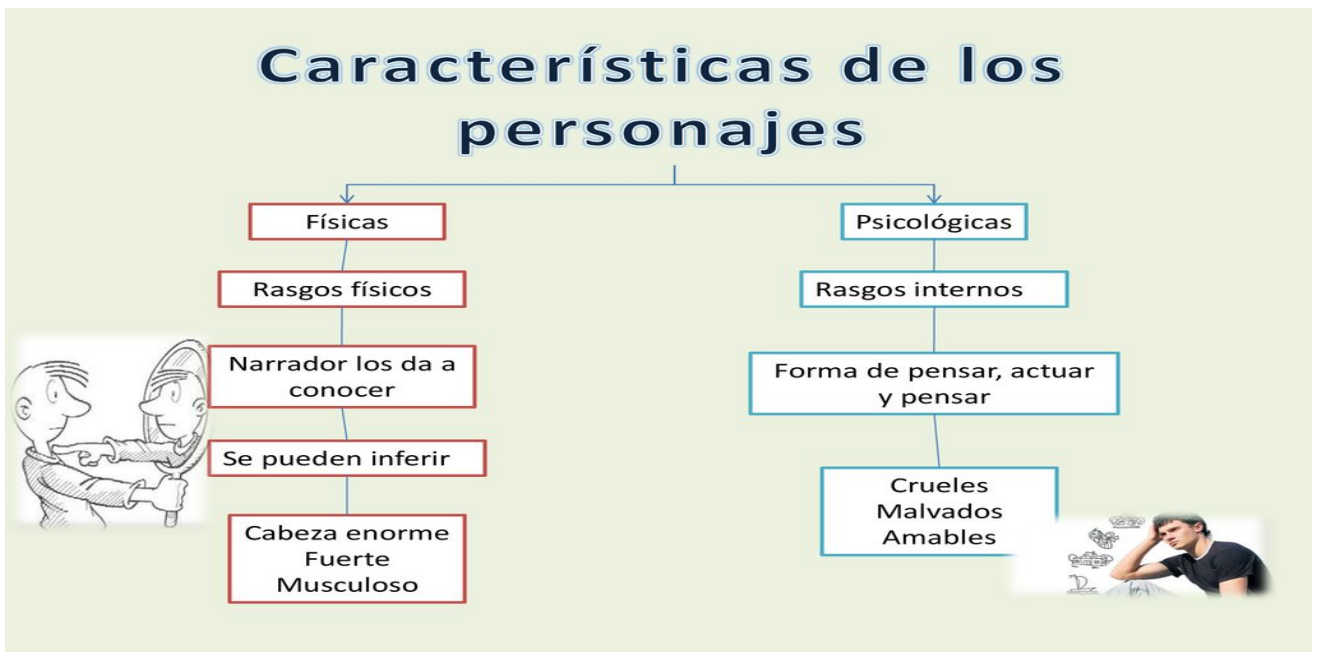 Características de los
personajes
Físicas
Rasgos físicos
Narrador los da a
conocer
Se pueden inferir
Cabeza enorme
Fuerte
Musculoso
Psicológicas
Rasgos internos
Forma de pensar, actuar
y pensar
Crueles
Malvados
Amables